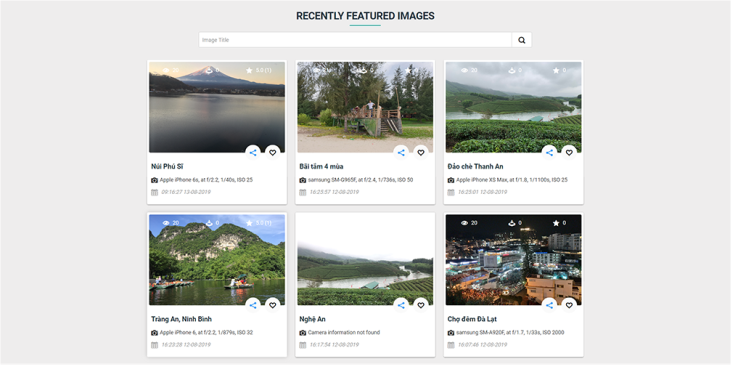 RECENTLY FEATURED IMAGES
Image Title
20 0 5.0 (1)
0 0
20 0 0
Núi Phú Sĩ
Bãi tắm 4 mùa
Đảo chè Thanh An
Apple iPhone 6s, at f/2.2, 1/40s, ISO 25
samsung SM-G965F, at f/2.4, 1/736s, ISO 50
Apple iPhone XS Max, at f/1.8, 1/1100s, ISO 25
09:16:27 13-08-2019
16:25:57 12-08-2019
16:25:01 12-08-2019
20 0 5.0 (1)
20 0 0
Tràng An, Ninh Bình
Nghệ An
Chợ đêm Đà Lạt
Apple iPhone 6, at f/2.2, 1/879s, ISO 32
Camera information not found
samsung SM-A920F, at f/1.7, 1/33s, ISO 2000
16:23:28 12-08-2019
16:17:54 12-08-2019
16:07:46 12-08-2019